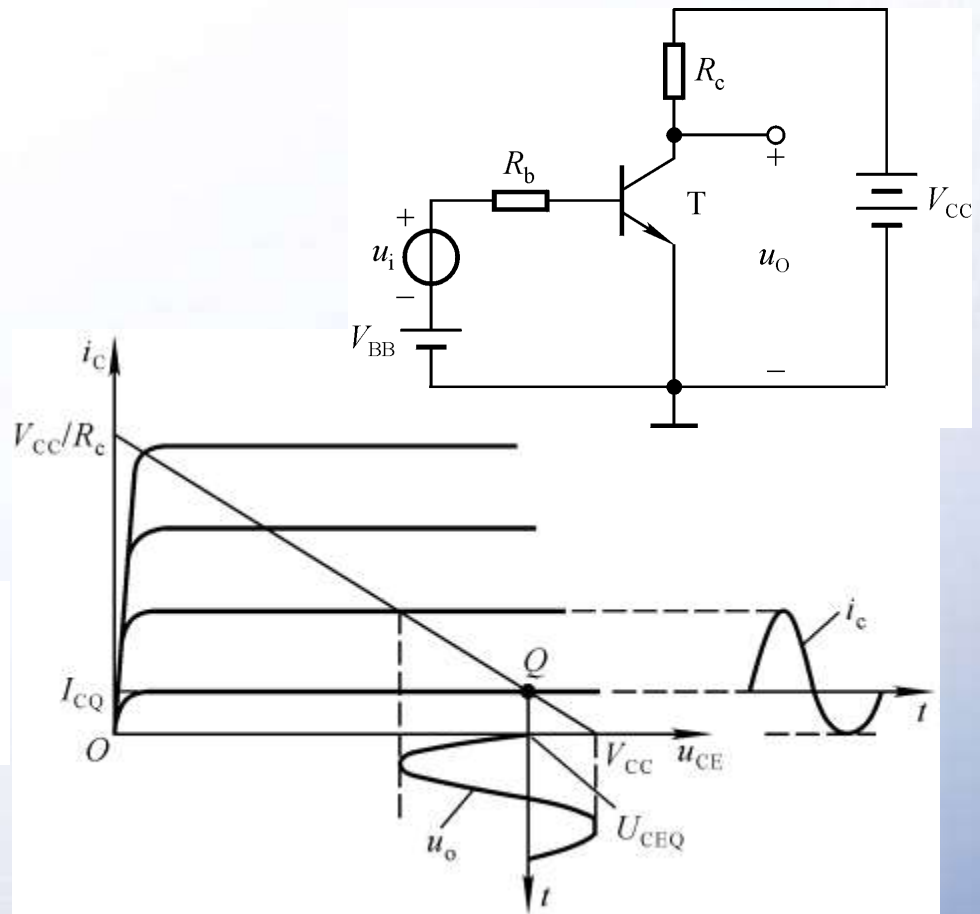 R_c
+
R_b
T
V_CC
+
u_i
u_O
−
V_BB
−
i_C
V_CC/R_c
i_c
Q
I_CQ
t
O
V_CC
u_CE
U_CEQ
u_o
t